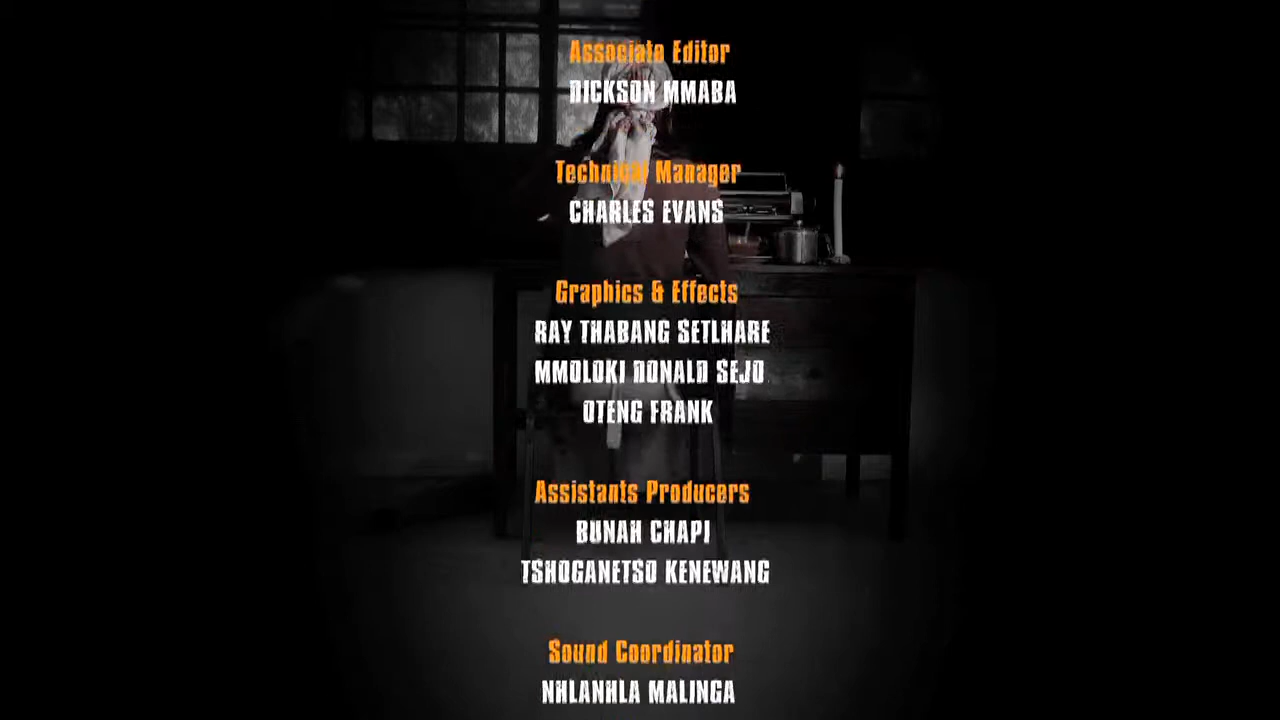 Associate Editor
DICKSON MMABA
Technical Manager
CHARLES EVANS
Graphics & Effects
RAY THABANG SETLHARE
MMOLOKI DONALD SEJO
OTENG FRANK
Assistants Producers
BUNAH CHAPI
TSHOGANETSO KENEWANG
Sound Coordinator
NHLANHLA MALINGA